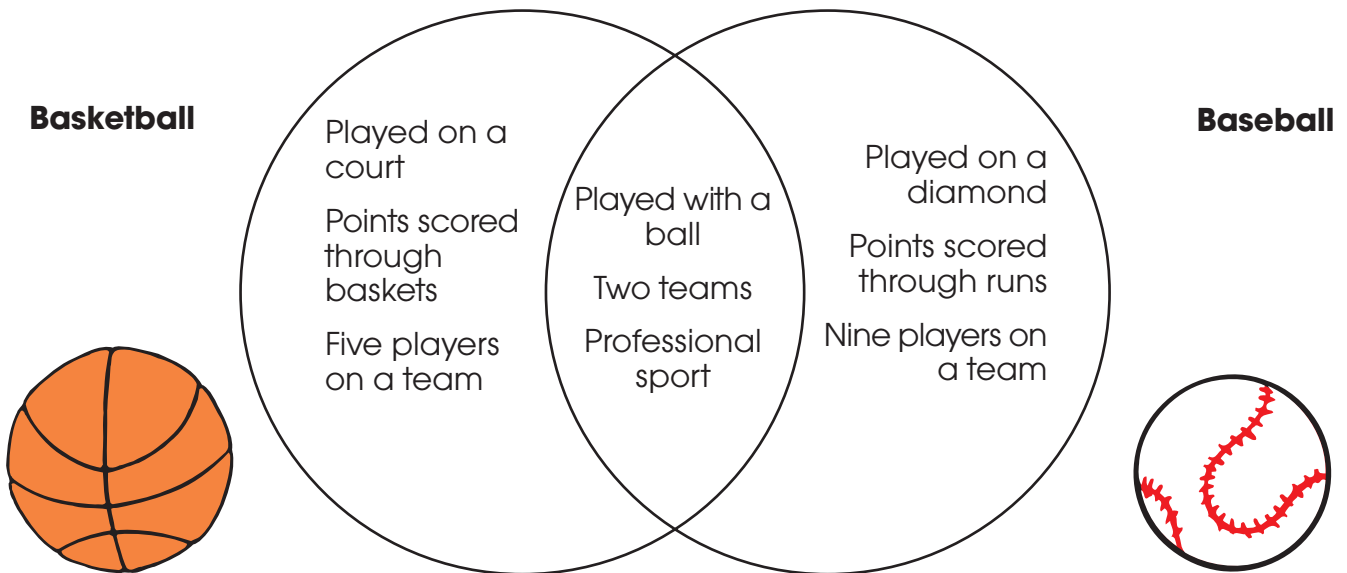 Basketball
Played on a
court
Points scored
through
baskets
Five players
on a team
Played with a
ball
Two teams
Professional
sport
Baseball
Played on a
diamond
Points scored
through runs
Nine players on
a team